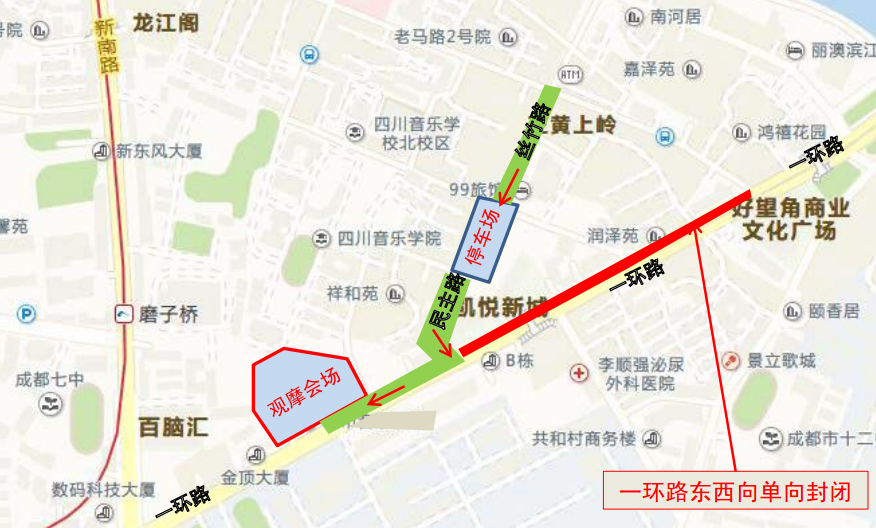 号院
新南路
龙江阁
老马路2号院
南河居
丽澳滨江
ATM
嘉泽苑
丝竹路
黄上岭
四川音乐学
校北校区
鸿禧花园
一环路
新东风大厦
99旅馆
好望角商业
文化广场
馨苑
四川音乐学院
停车场
润泽苑
一环路
祥和苑
民主路
凯悦新城
P
磨子桥
颐香居
B栋
李顺强泌尿
外科医院
景立歌城
成都七中
观摩会场
百脑汇
共和村商务楼
成都市十二
金顶大厦
数码科技大厦
一环路
一环路东西向单向封闭